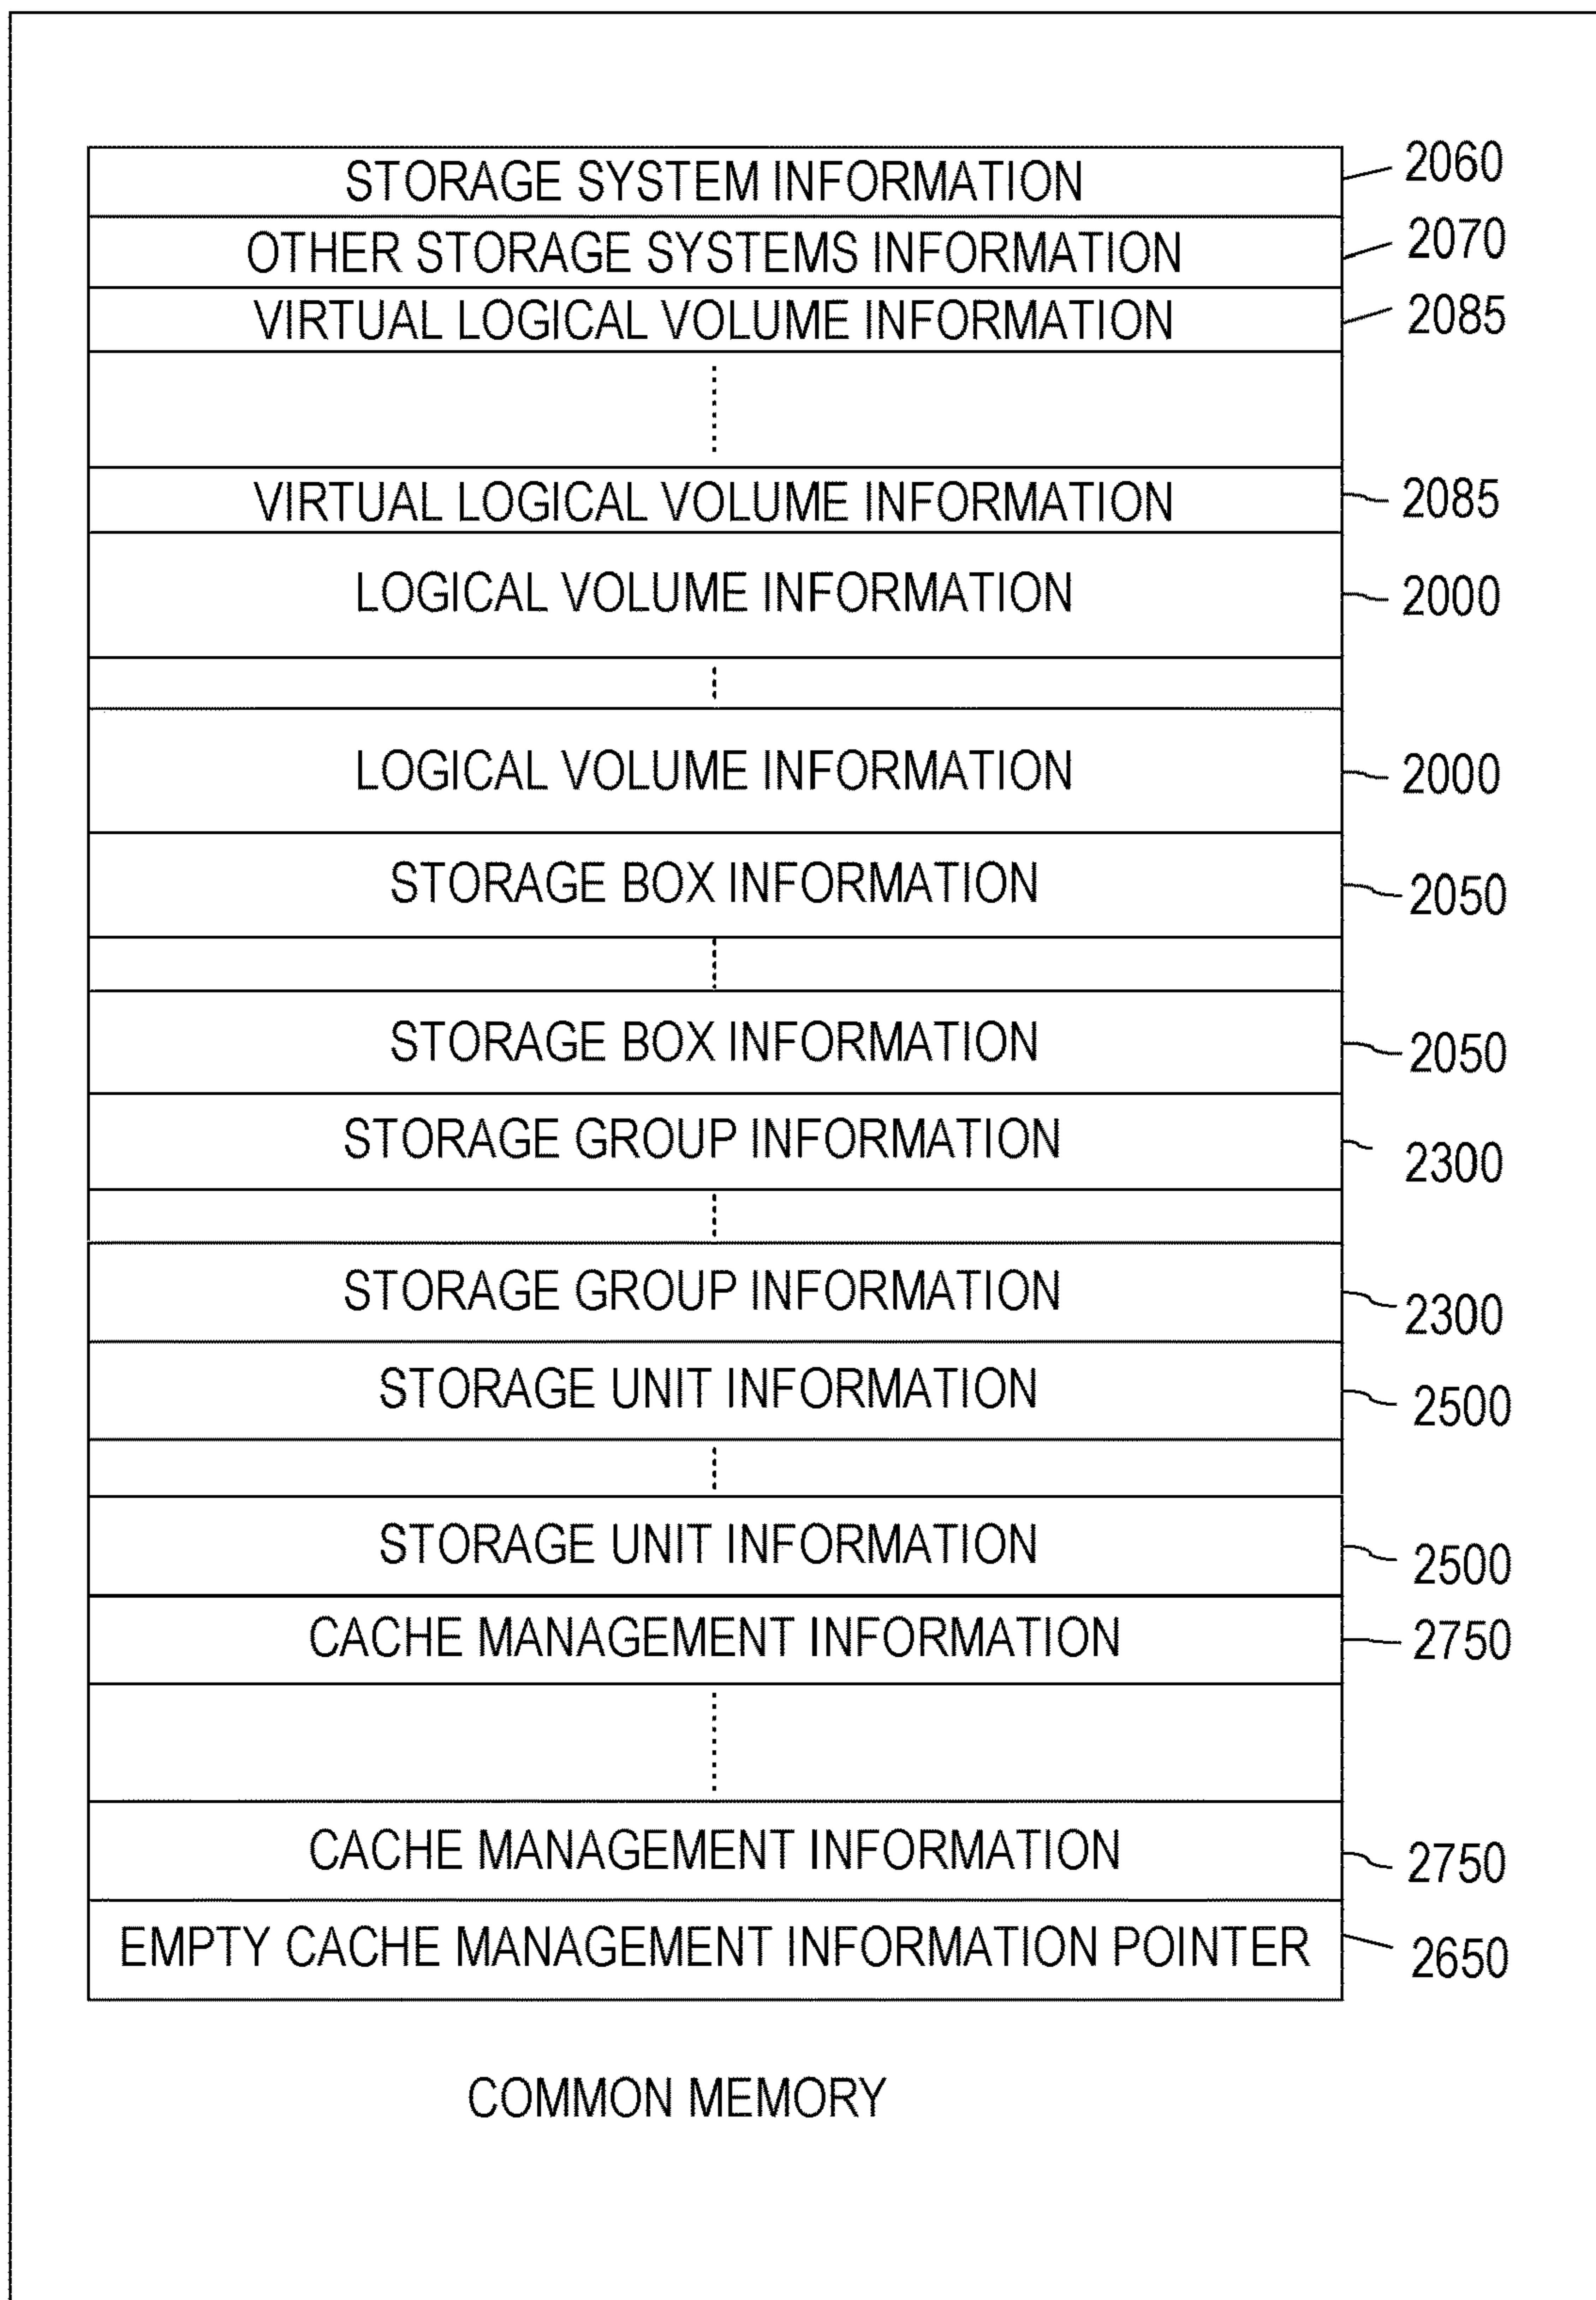 STORAGE SYSTEM INFORMATION 2060
OTHER STORAGE SYSTEMS INFORMATION 2070
VIRTUAL LOGICAL VOLUME INFORMATION 2085
VIRTUAL LOGICAL VOLUME INFORMATION 2085
LOGICAL VOLUME INFORMATION 2000
LOGICAL VOLUME INFORMATION 2000
STORAGE BOX INFORMATION 2050
STORAGE BOX INFORMATION 2050
STORAGE GROUP INFORMATION 2300
STORAGE GROUP INFORMATION 2300
STORAGE UNIT INFORMATION 2500
STORAGE UNIT INFORMATION 2500
CACHE MANAGEMENT INFORMATION 2750
CACHE MANAGEMENT INFORMATION 2750
EMPTY CACHE MANAGEMENT INFORMATION POINTER 2650
COMMON MEMORY